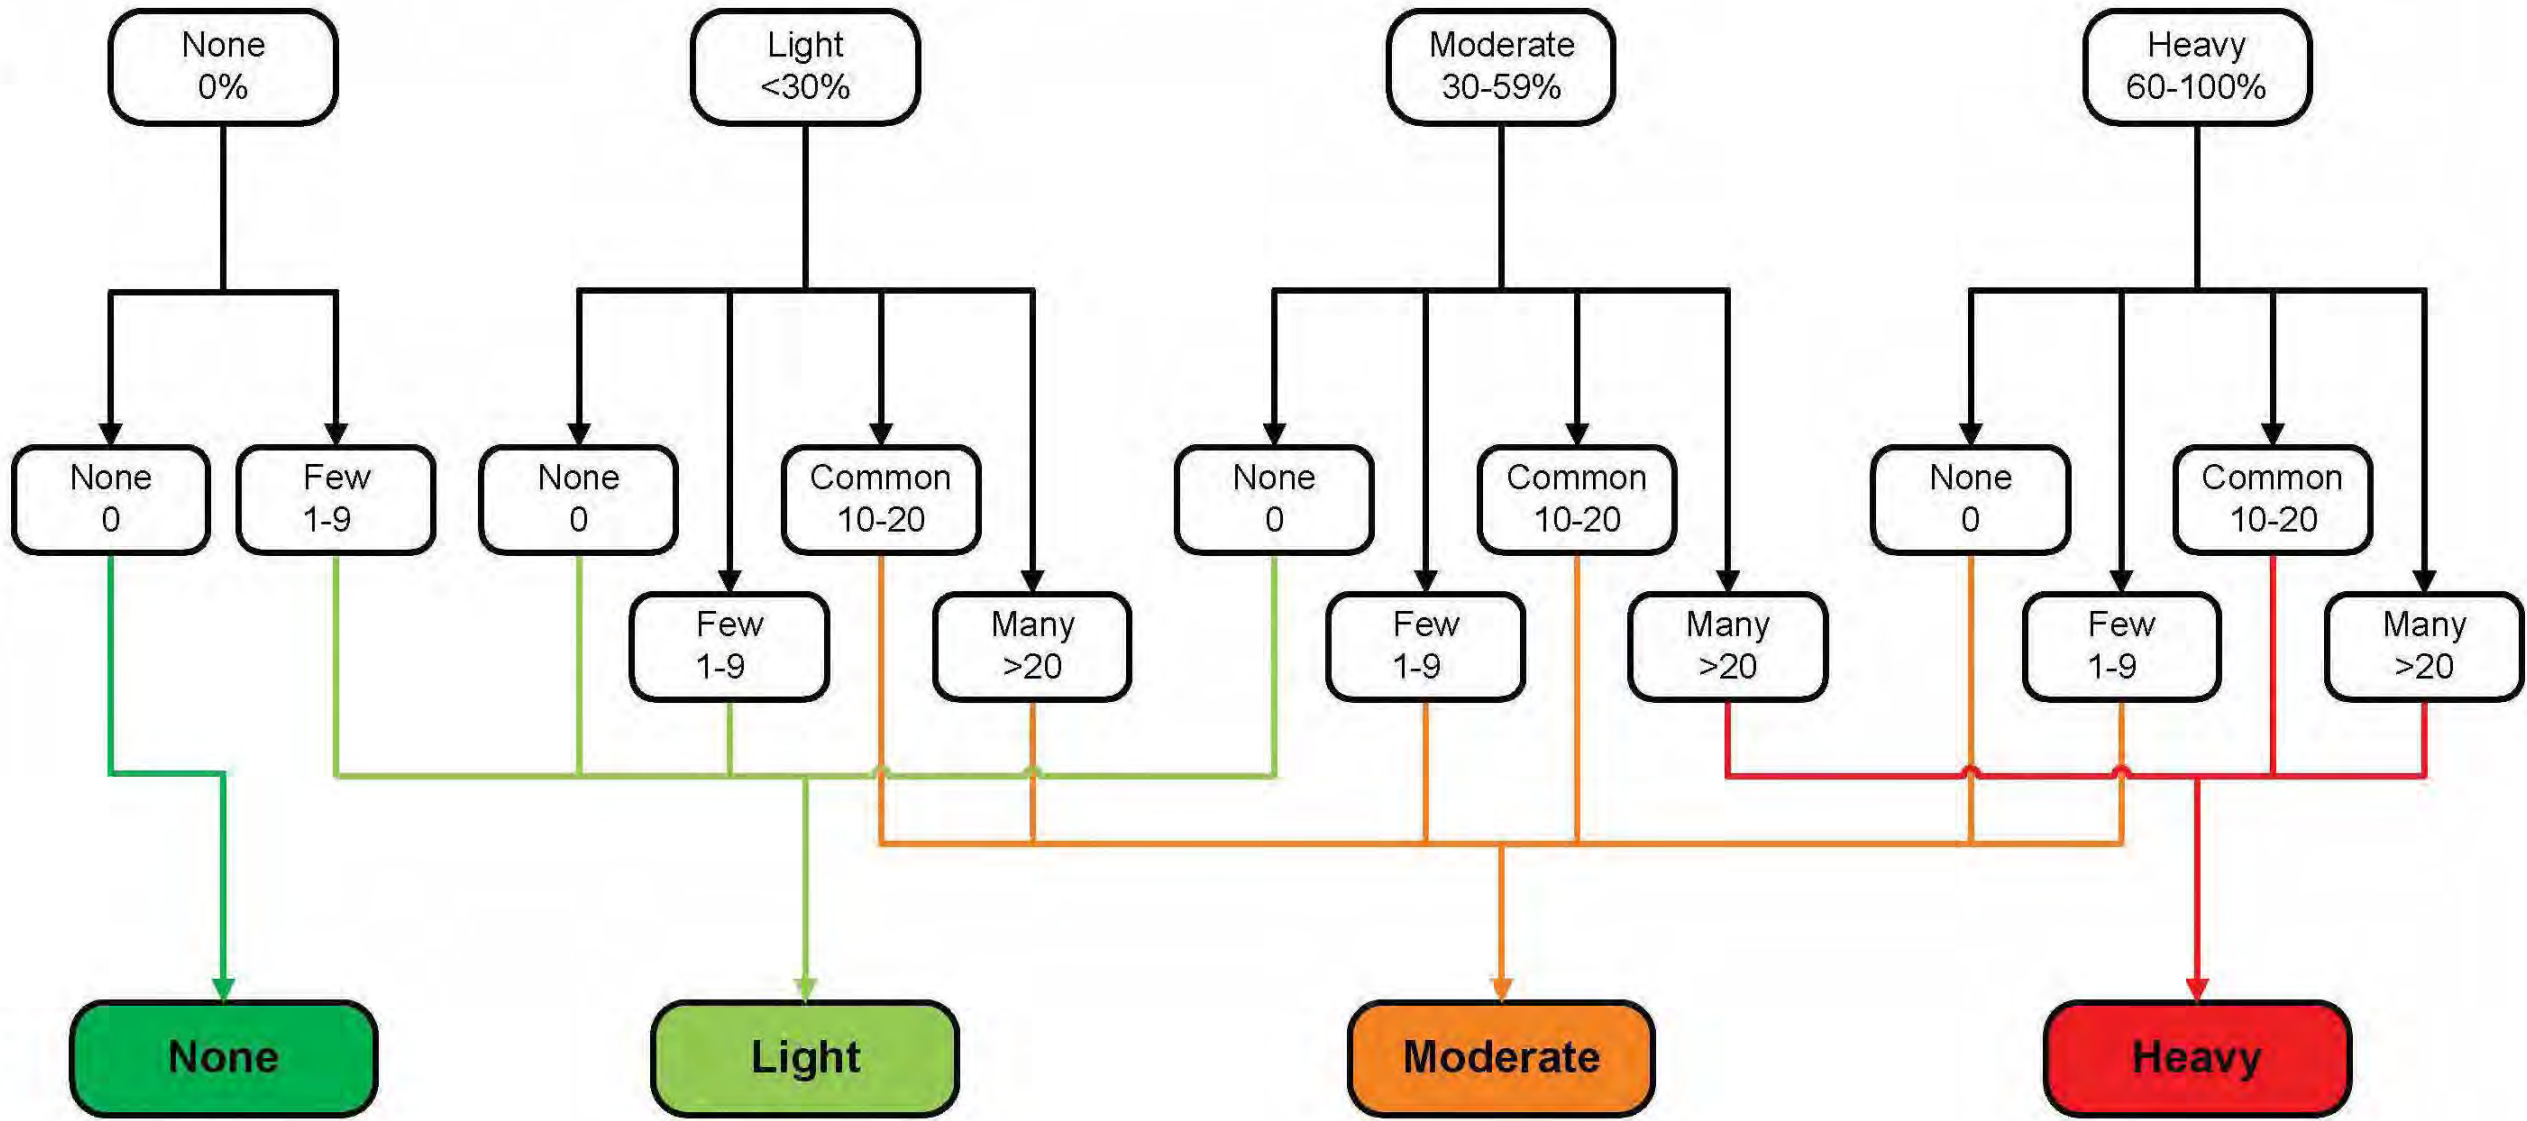 None
0%
Light
<30%
Moderate
30-59%
Heavy
60-100%
None
0
Few
1-9
None
0
Common
10-20
None
0
Common
10-20
None
0
Common
10-20
Few
1-9
Many
>20
Few
1-9
Many
>20
Few
1-9
Many
>20
None
Light
Moderate
Heavy